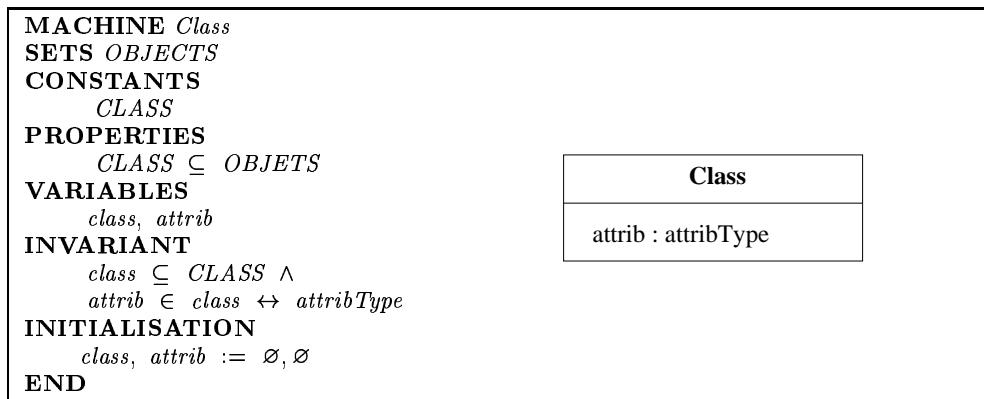 MACHINE Class
SETS OBJECTS
CONSTANTS
CLASS
PROPERTIES
CLASS ⊆ OBJETS
VARIABLES
class, attrib
INVARIANT
class ⊆ CLASS ∧
attrib ∈ class ↔ attribType
INITIALISATION
class, attrib := ∅, ∅
END
Class
attrib : attribType